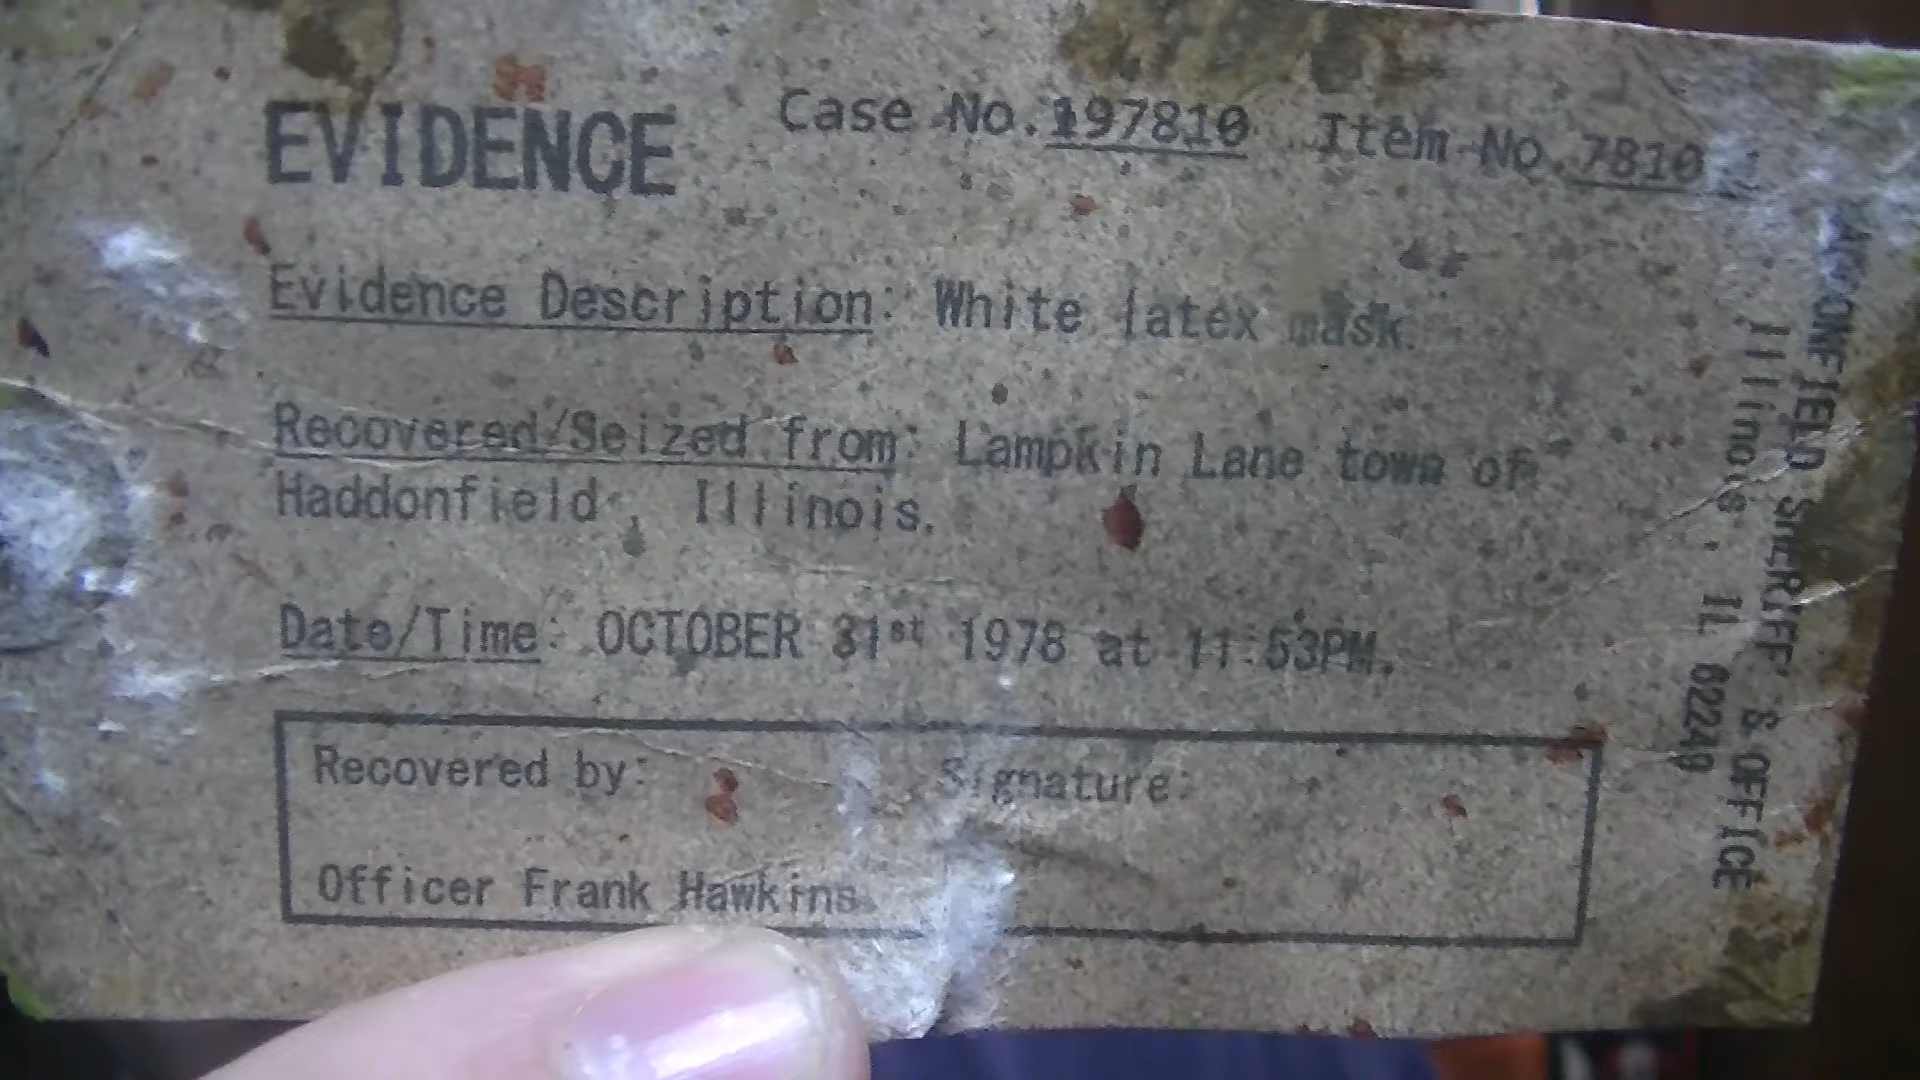 EVIDENCE Case No. 197810 Item No. 7810
Evidence Description: White latex mask.
Recovered/Seized from: Lampkin Lane town of
Haddonfield, Illinois.
Date/Time: OCTOBER 31st 1978 at 11:53PM.
Recovered by: Signature:
Officer Frank Hawkins
SHERIFF'S OFFICE
Illinois, IL 62249